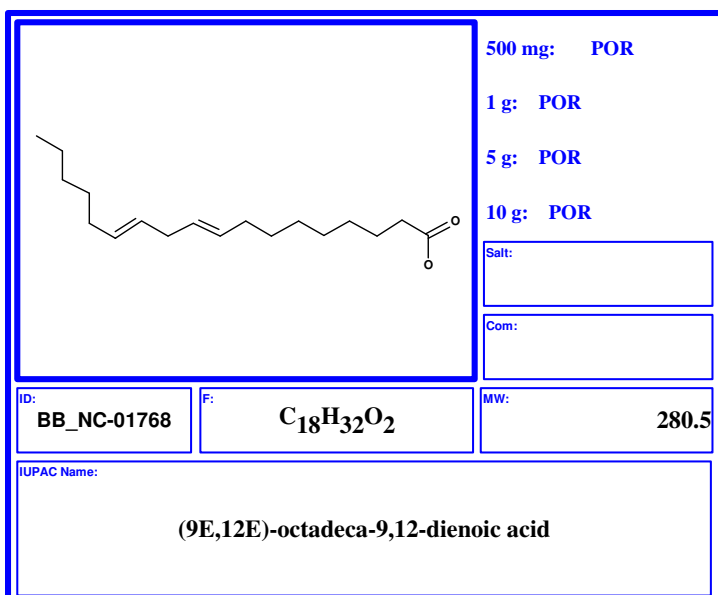 500 mg: POR
1 g: POR
5 g: POR
10 g: POR
O
O
Salt:
Com:
ID:
BB_NC-01768
F:
C18H32O2
MW:
280.5
IUPAC Name:
(9E,12E)-octadeca-9,12-dienoic acid